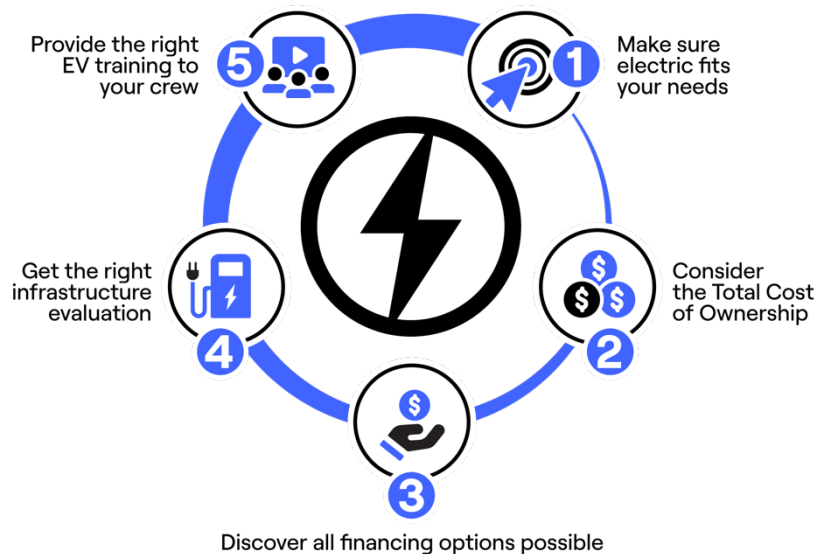 1
Make sure
electric fits
your needs
$
$
$
2
Consider
the Total Cost
of Ownership
$
3
Discover all financing options possible
4
Get the right
infrastructure
evaluation
5
Provide the right
EV training to
your crew